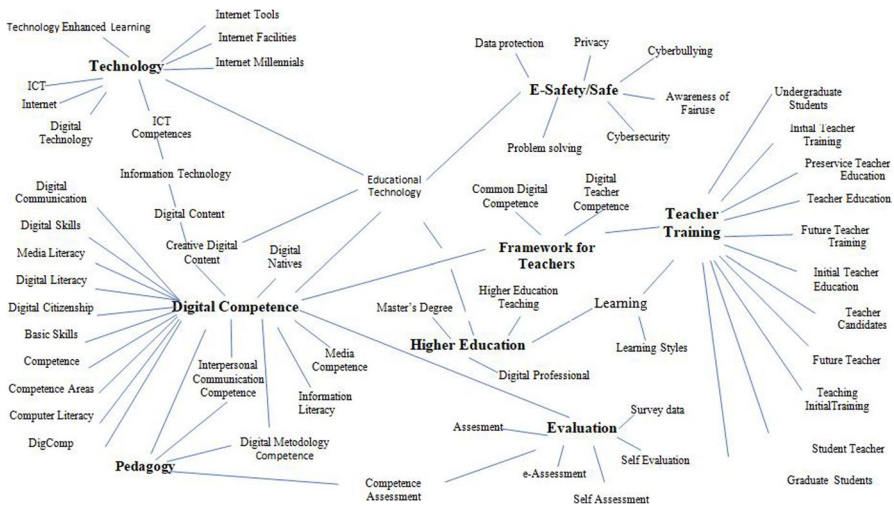 Technology Enhanced Learning
Internet Tools
Internet Facilities
Internet Millennials
Technology
ICT
Internet
Digital
Technology
ICT
Competences
Information Technology
Digital Content
Creative Digital
Content
Data protection
Privacy
Cyberbullying
E-Safety/Safe
Awareness of
Fairuse
Cybersecurity
Problem solving
Educational
Technology
Common Digital
Competence
Digital
Teacher
Competence
Framework for
Teachers
Undergraduate
Students
Initial Teacher
Training
Preservice Teacher
Education
Teacher Education
Teacher
Training
Future Teacher
Training
Initial Teacher
Education
Teacher
Candidates
Future Teacher
Teaching
InitialTraining
Student Teacher
Graduate Students
Learning
Learning Styles
Digital
Communication
Digital Skills
Media Literacy
Digital Literacy
Digital Citizenship
Basic Skills
Competence
Competence Areas
Computer Literacy
DigComp
Digital
Natives
Digital Competence
Interpersonal
Communication
Competence
Media
Competence
Information
Literacy
Digital Metodology
Competence
Pedagogy
Master's Degree
Higher Education
Teaching
Higher Education
Digital Professional
Competence
Assessment
Evaluation
Assesment
Survey data
Self Evaluation
e-Assessment
Self Assessment